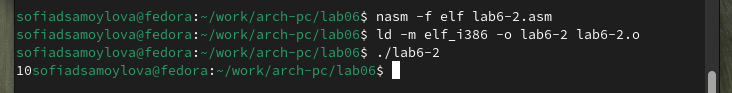 sofiadsamoylova@fedora:~/work/arch-pc/lab06$ nasm -f elf lab6-2.asm
sofiadsamoylova@fedora:~/work/arch-pc/lab06$ ld -m elf_i386 -o lab6-2 lab6-2.o
sofiadsamoylova@fedora:~/work/arch-pc/lab06$ ./lab6-2
10sofiadsamoylova@fedora:~/work/arch-pc/lab06$